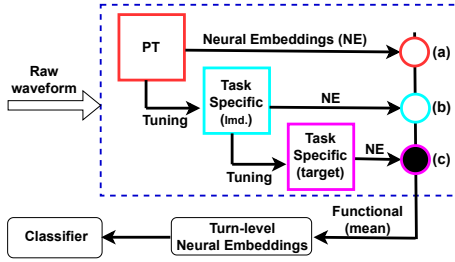 Raw
waveform
PT
Neural Embeddings (NE)
(a)
Tuning
Task
Specific
(Imd.)
NE
(b)
Tuning
Task
Specific
(target)
NE
(c)
Functional
(mean)
Turn-level
Neural Embeddings
Classifier